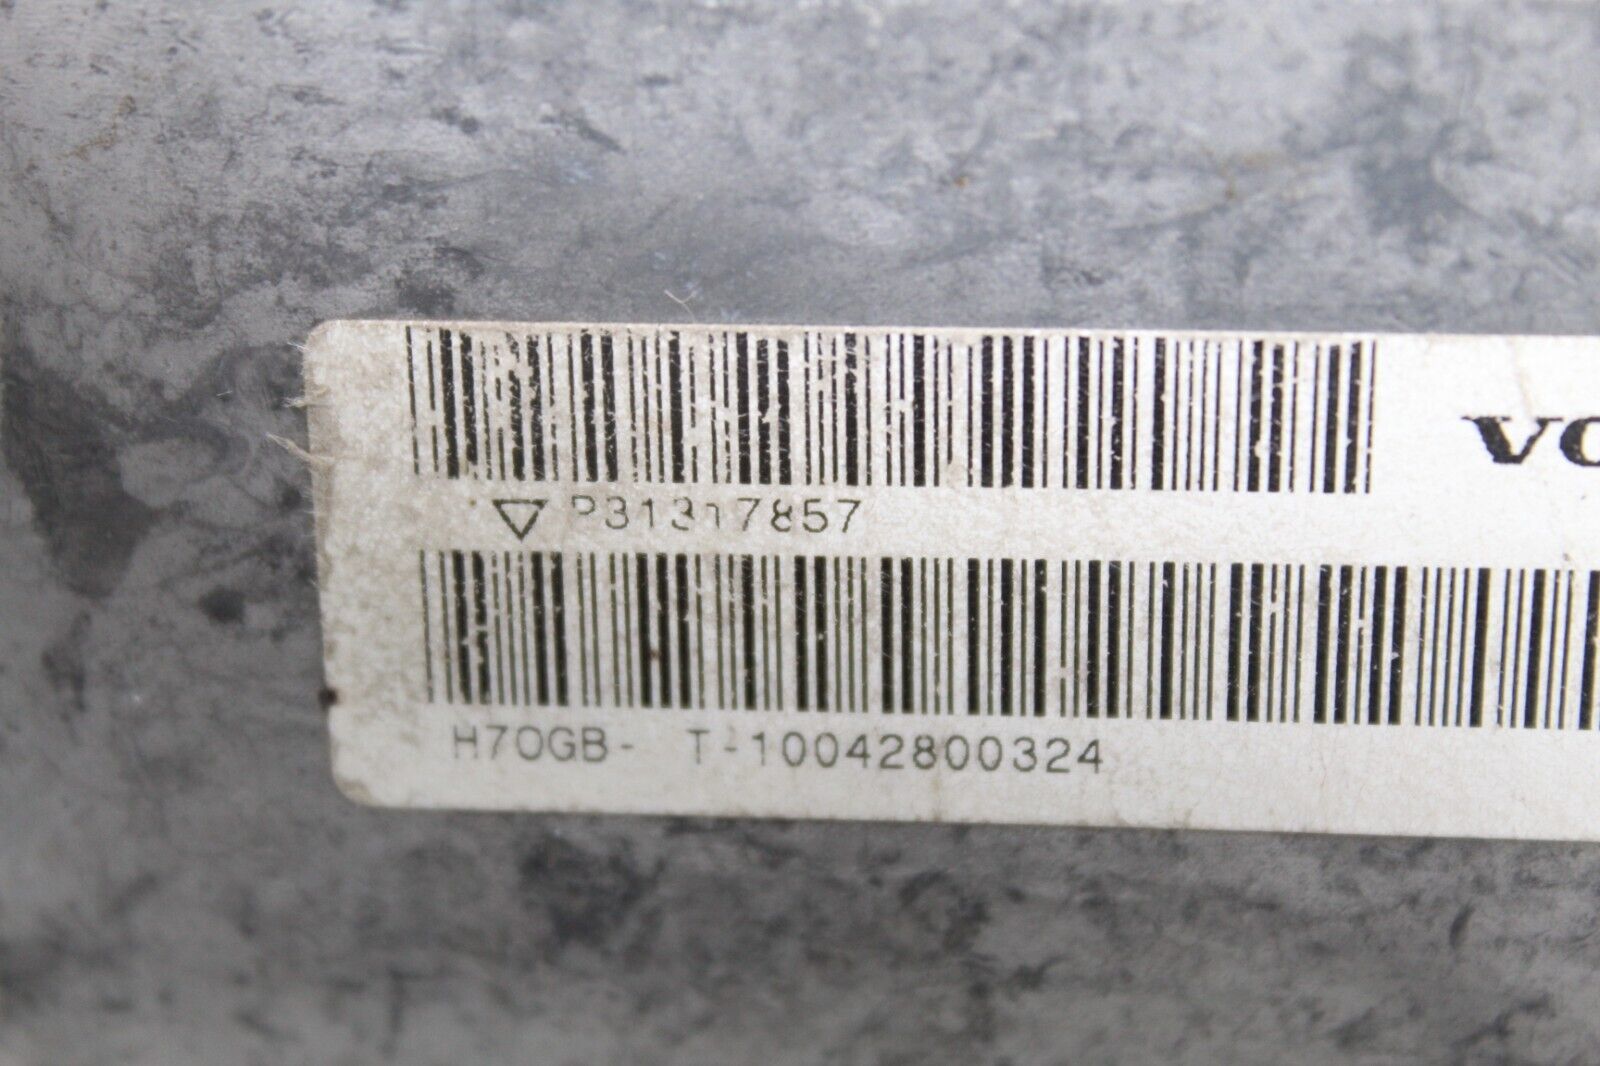 VO
▽ P31317857
H70GB- T-10042800324